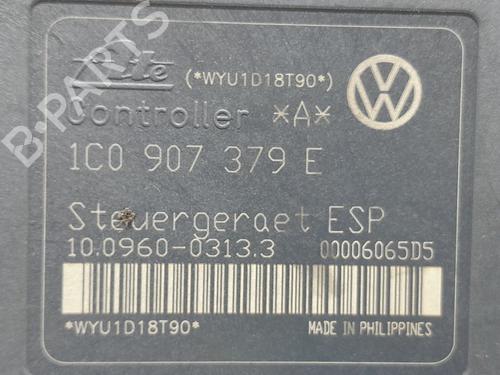 Ate (*WYU1D18T90*)
Controller *A*
1C0 907 379 E
Steuergeraet ESP
10.0960-0313.3 00006065D5
*WYU1D18T90* MADE IN PHILIPPINES
B-PARTS